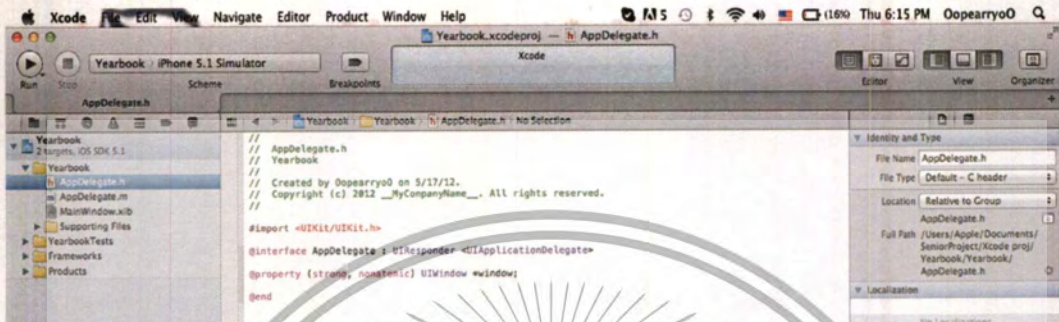 Xcode File Edit View Navigate Editor Product Window Help 5 (16%) Thu 6:15 PM OopearryoO
Yearbook.xcodeproj — AppDelegate.h
Yearbook iPhone 5.1 Simulator
Xcode
Run Stop Scheme Breakpoints Editor View Organizer
AppDelegate.h
Yearbook Yearbook AppDelegate.h No Selection
Yearbook
2 targets, iOS SDK 5.1
Yearbook
AppDelegate.h
AppDelegate.m
MainWindow.xib
Supporting Files
YearbookTests
Frameworks
Products
//
// AppDelegate.h
// Yearbook
//
// Created by OopearryoO on 5/17/12.
// Copyright (c) 2012 __MyCompanyName__. All rights reserved.
//
#import <UIKit/UIKit.h>
@interface AppDelegate : UIResponder <UIApplicationDelegate>
@property (strong, nonatomic) UIWindow *window;
@end
Identity and Type
File Name AppDelegate.h
File Type Default - C header
Location Relative to Group
AppDelegate.h
Full Path /Users/Apple/Documents/
SeniorProject/Xcode proj/
Yearbook/Yearbook/
AppDelegate.h
Localization
No Localizations